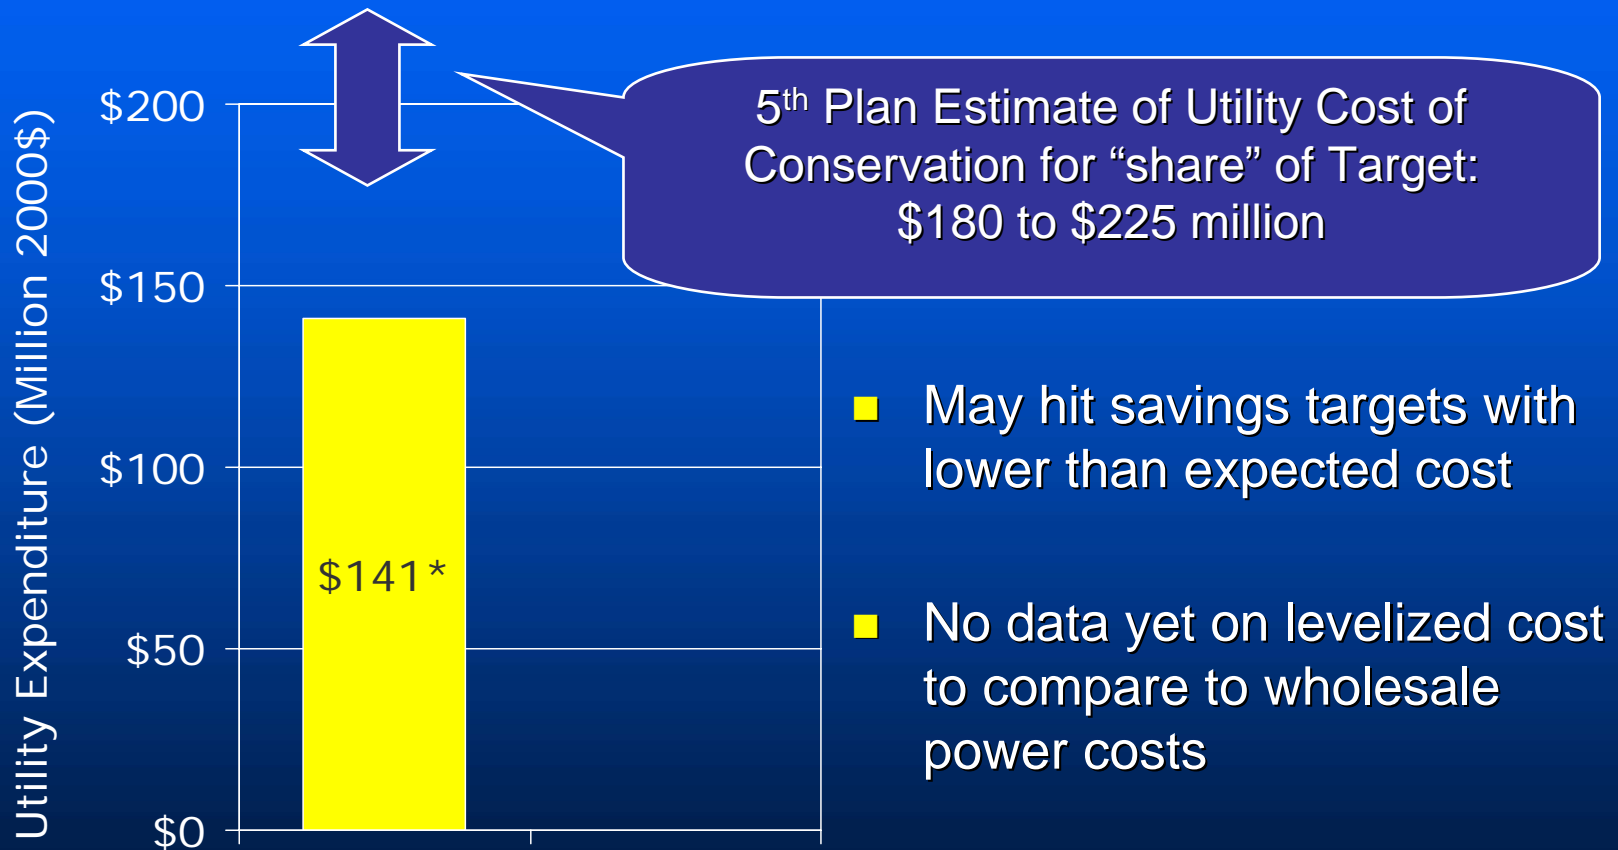 Utility Expenditure (Million 2000$)
$200
$150
$100
$50
$0
$141*
5th Plan Estimate of Utility Cost of
Conservation for “share” of Target:
$180 to $225 million
May hit savings targets with
lower than expected cost
No data yet on levelized cost
to compare to wholesale
power costs